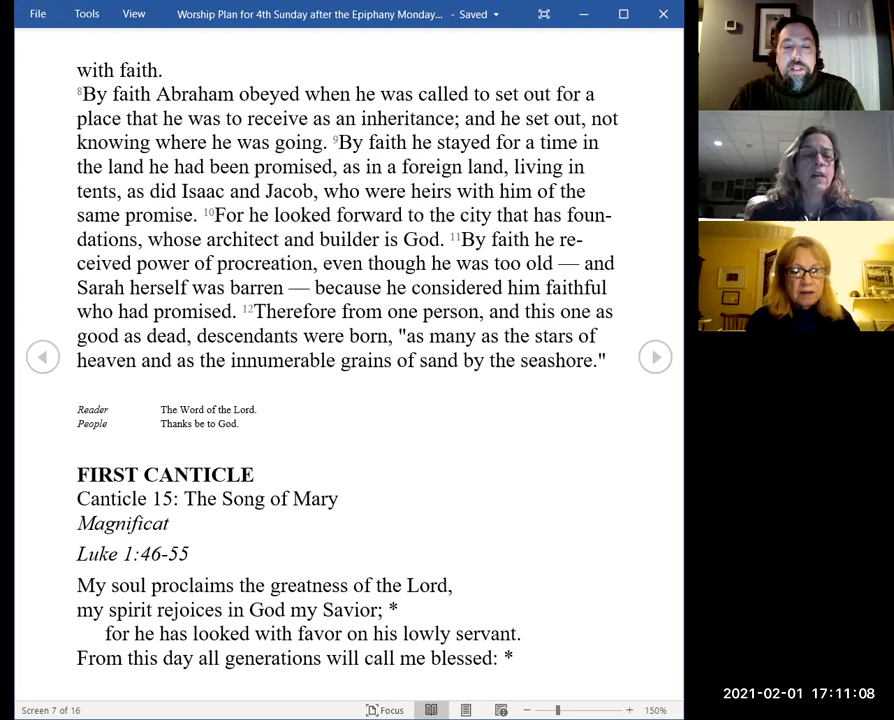 File Tools View Worship Plan for 4th Sunday after the Epiphany Monday... - Saved
with faith.
8By faith Abraham obeyed when he was called to set out for a
place that he was to receive as an inheritance; and he set out, not
knowing where he was going. 9By faith he stayed for a time in
the land he had been promised, as in a foreign land, living in
tents, as did Isaac and Jacob, who were heirs with him of the
same promise. 10For he looked forward to the city that has foun-
dations, whose architect and builder is God. 11By faith he re-
ceived power of procreation, even though he was too old — and
Sarah herself was barren — because he considered him faithful
who had promised. 12Therefore from one person, and this one as
good as dead, descendants were born, "as many as the stars of
heaven and as the innumerable grains of sand by the seashore."
Reader The Word of the Lord.
People Thanks be to God.
FIRST CANTICLE
Canticle 15: The Song of Mary
Magnificat
Luke 1:46-55
My soul proclaims the greatness of the Lord,
my spirit rejoices in God my Savior; *
for he has looked with favor on his lowly servant.
From this day all generations will call me blessed: *
Screen 7 of 16 Focus 150%
2021-02-01 17:11:08